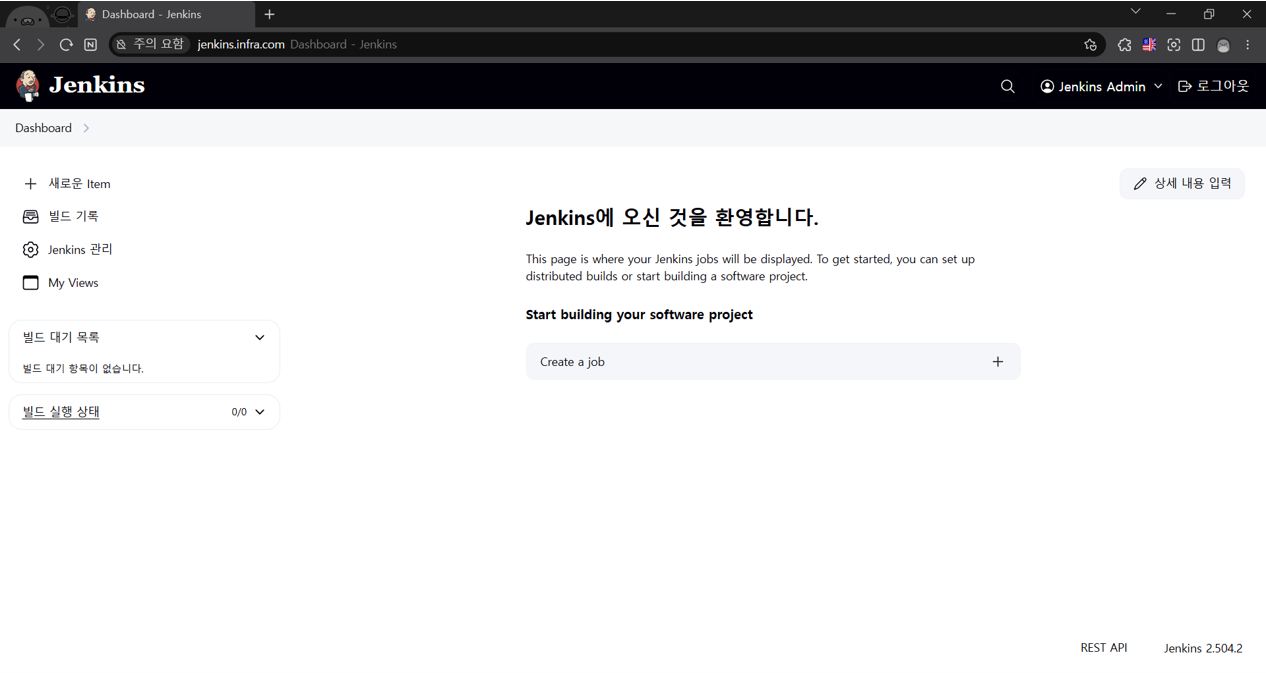 Dashboard - Jenkins
주의 요함 jenkins.infra.com Dashboard - Jenkins
Jenkins
Jenkins Admin 로그아웃
Dashboard
새로운 Item
상세 내용 입력
빌드 기록
Jenkins에 오신 것을 환영합니다.
Jenkins 관리
This page is where your Jenkins jobs will be displayed. To get started, you can set up
distributed builds or start building a software project.
My Views
Start building your software project
빌드 대기 목록
Create a job
빌드 대기 항목이 없습니다.
빌드 실행 상태 0/0
REST API Jenkins 2.504.2